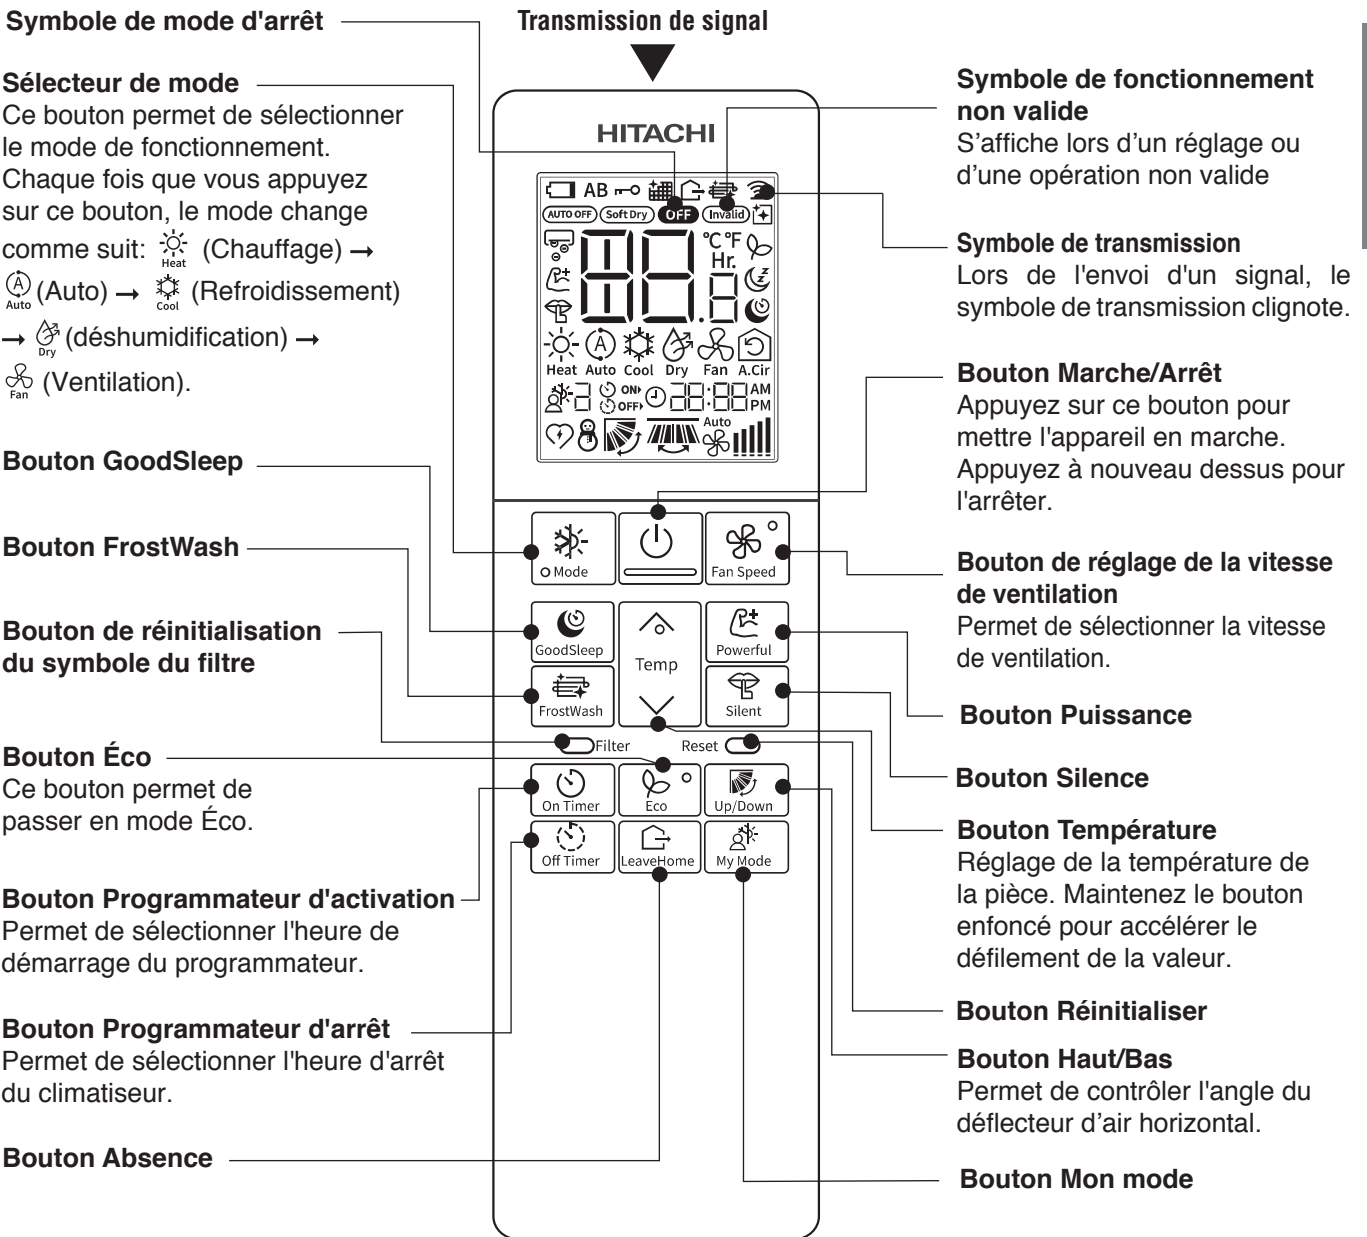 Symbole de mode d'arrêt
Transmission de signal
Sélecteur de mode
Ce bouton permet de sélectionner
le mode de fonctionnement.
Chaque fois que vous appuyez
sur ce bouton, le mode change
comme suit: Heat (Chauffage) →
Auto (Auto) → Cool (Refroidissement)
→ Dry (déshumidification) →
Fan (Ventilation).
Bouton GoodSleep
Bouton FrostWash
Bouton de réinitialisation
du symbole du filtre
Bouton Éco
Ce bouton permet de
passer en mode Éco.
Bouton Programmateur d'activation
Permet de sélectionner l'heure de
démarrage du programmateur.
Bouton Programmateur d'arrêt
Permet de sélectionner l'heure d'arrêt
du climatiseur.
Bouton Absence
HITACHI
AB
AUTO OFF Soft Dry OFF Invalid
°C °F
Hr.
88.8
Heat Auto Cool Dry Fan A.Cir
ON
OFF
28:88 AM
PM
Auto
Mode
Fan Speed
GoodSleep
Temp
Powerful
FrostWash
Silent
Filter
Reset
On Timer
Eco
Up/Down
Off Timer
LeaveHome
My Mode
Symbole de fonctionnement
non valide
S’affiche lors d’un réglage ou
d’une opération non valide
Symbole de transmission
Lors de l'envoi d'un signal, le
symbole de transmission clignote.
Bouton Marche/Arrêt
Appuyez sur ce bouton pour
mettre l'appareil en marche.
Appuyez à nouveau dessus pour
l'arrêter.
Bouton de réglage de la vitesse
de ventilation
Permet de sélectionner la vitesse
de ventilation.
Bouton Puissance
Bouton Silence
Bouton Température
Réglage de la température de
la pièce. Maintenez le bouton
enfoncé pour accélérer le
défilement de la valeur.
Bouton Réinitialiser
Bouton Haut/Bas
Permet de contrôler l'angle du
déflecteur d’air horizontal.
Bouton Mon mode